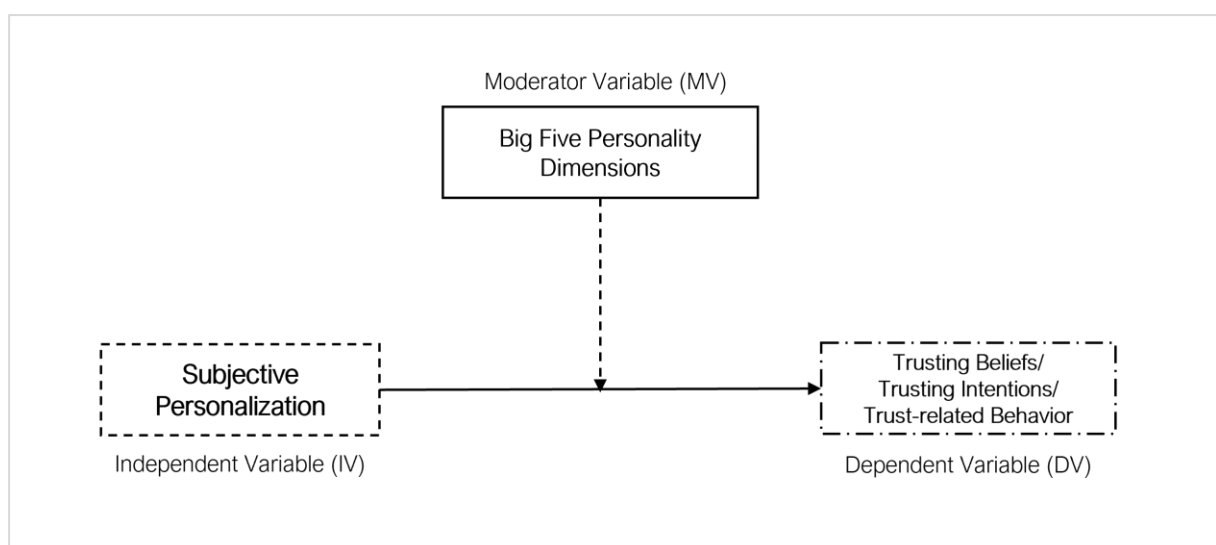 Moderator Variable (MV)
Big Five Personality
Dimensions
Subjective
Personalization
Independent Variable (IV)
Trusting Beliefs/
Trusting Intentions/
Trust-related Behavior
Dependent Variable (DV)